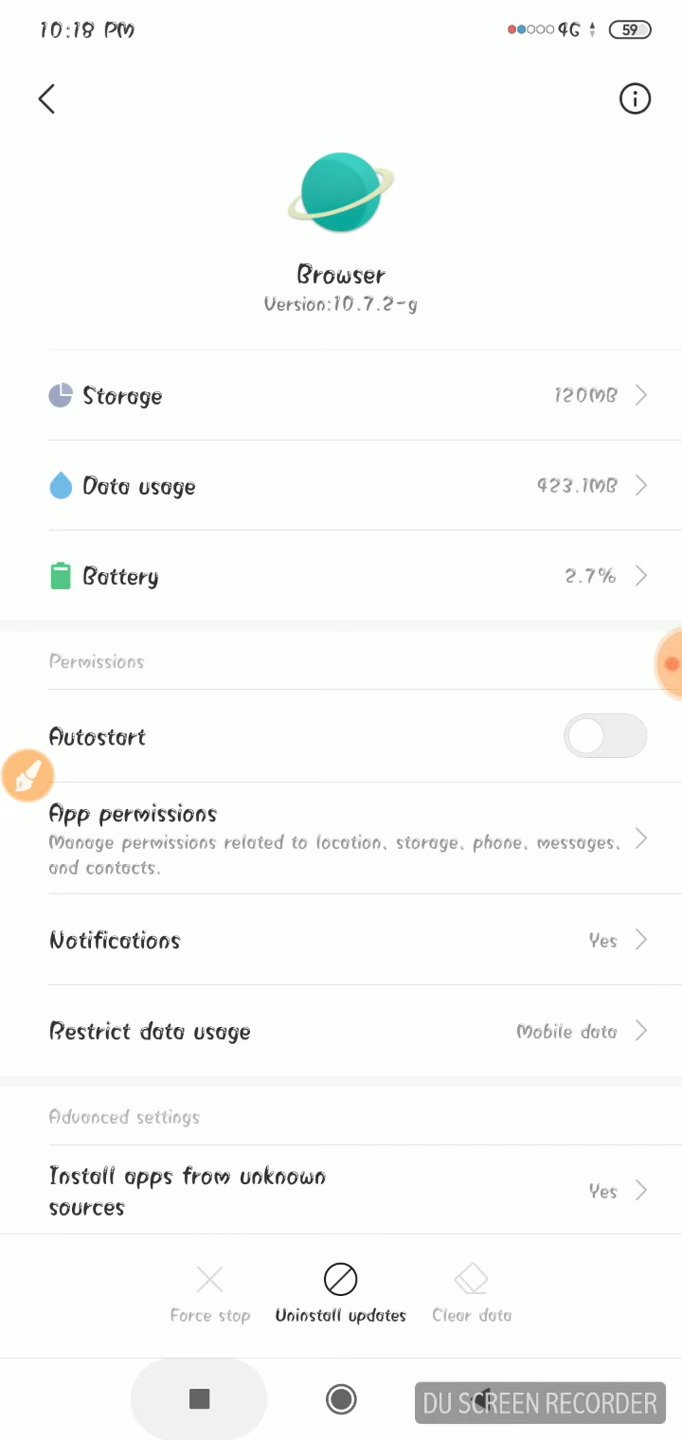 10:18 PM 4G 59
Browser
Version:10.7.2-g
Storage 120MB
Data usage 423.1MB
Battery 2.7%
Permissions
Autostart
App permissions
Manage permissions related to location, storage, phone, messages,
and contacts.
Notifications Yes
Restrict data usage Mobile data
Advanced settings
Install apps from unknown
sources
Yes
Force stop Uninstall updates Clear data
DU SCREEN RECORDER